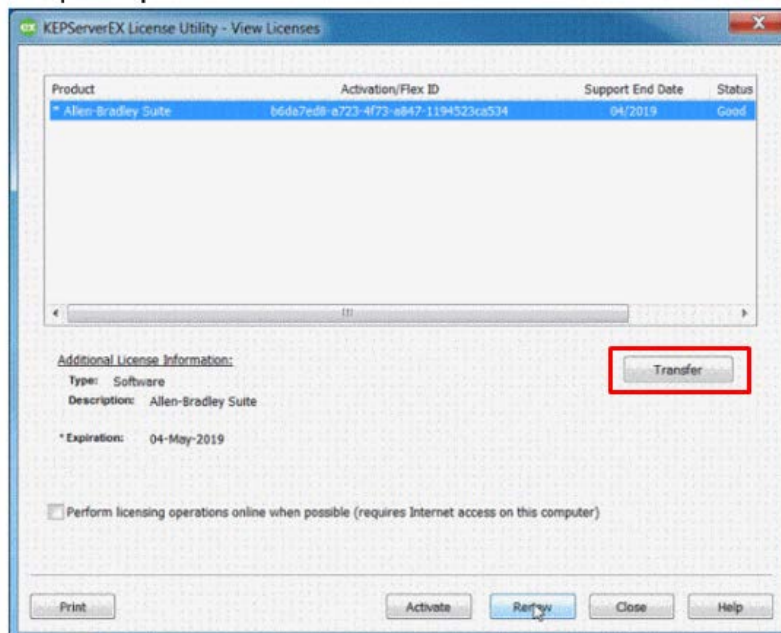 KEPServerEX License Utility - View Licenses
Product Activation/Flex ID Support End Date Status
* Allen-Bradley Suite b6da7ed8-a723-4f73-a847-1194523ca534 04/2019 Good
Additional License Information:
Transfer
Type: Software
Description: Allen-Bradley Suite
* Expiration: 04-May-2019
Perform licensing operations online when possible (requires Internet access on this computer)
Print Activate Renew Close Help